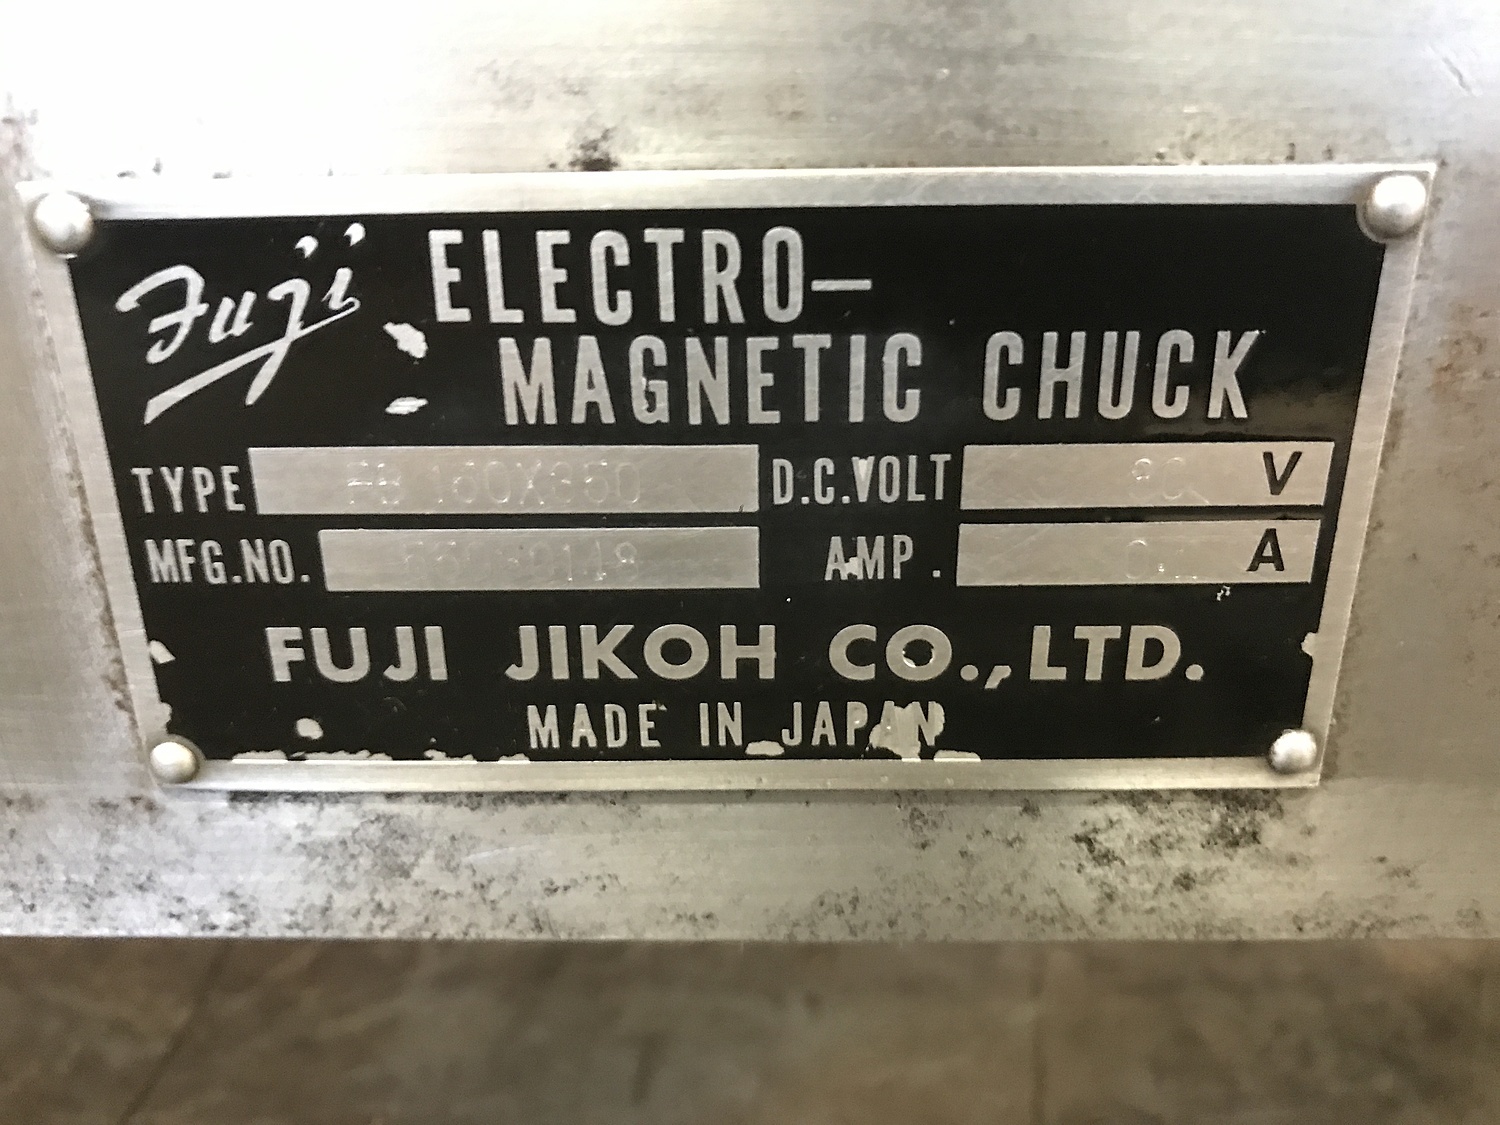 Fuji ELECTRO-
MAGNETIC CHUCK
TYPE D.C.VOLT V
MFG.NO. AMP. A
FUJI JIKOH CO.,LTD.
MADE IN JAPAN